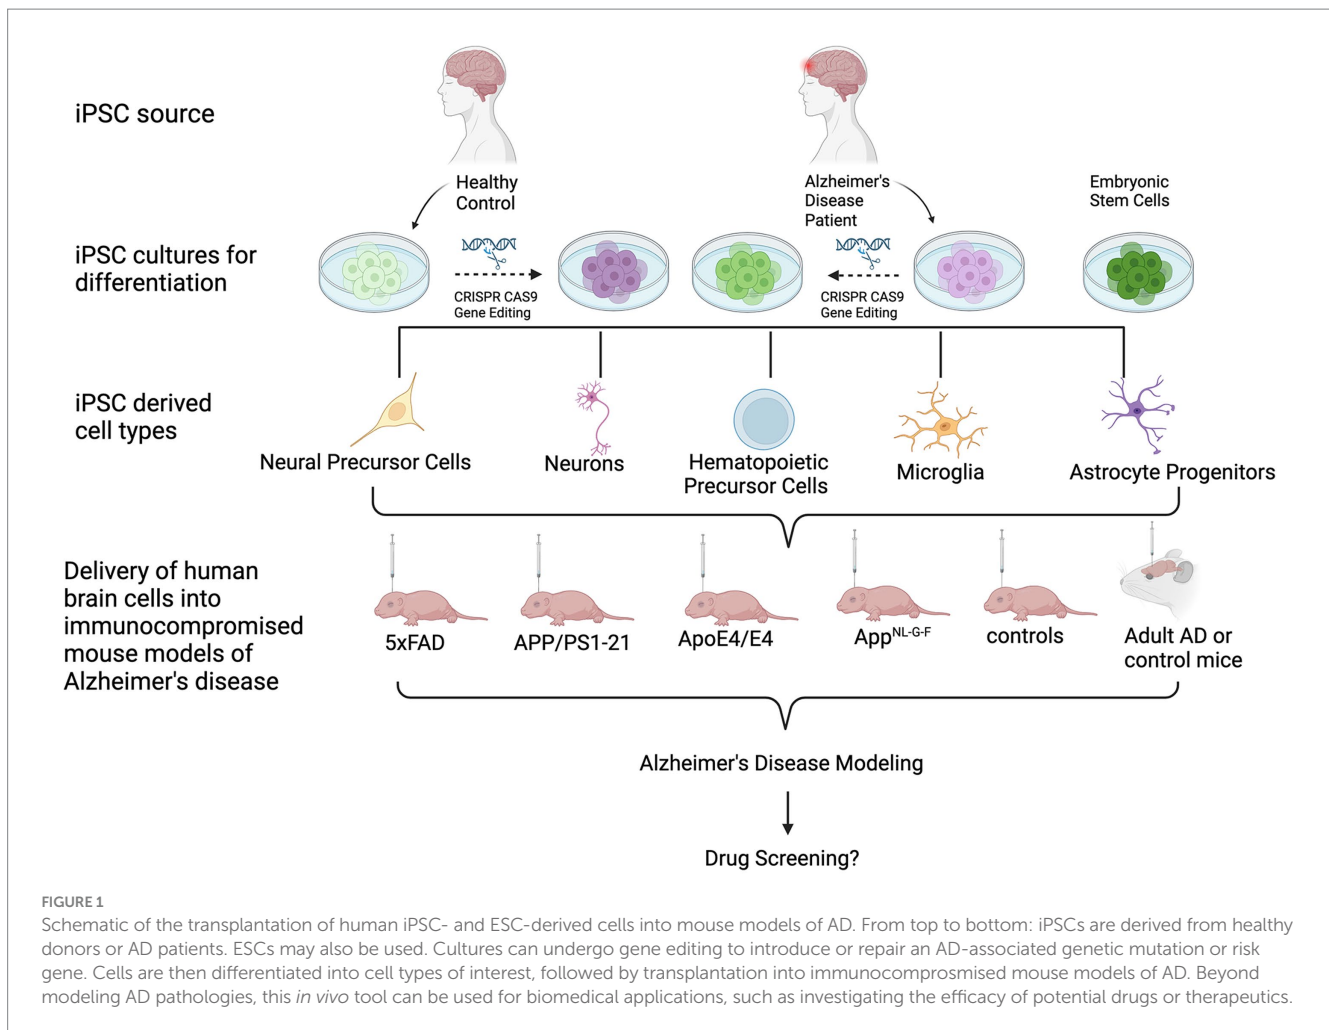 iPSC source
Healthy
Control
Alzheimer's
Disease
Patient
Embryonic
Stem Cells
iPSC cultures for
differentiation
CRISPR CAS9
Gene Editing
CRISPR CAS9
Gene Editing
iPSC derived
cell types
Neural Precursor Cells
Neurons
Hematopoietic
Precursor Cells
Microglia
Astrocyte Progenitors
Delivery of human
brain cells into
immunocompromised
mouse models of
Alzheimer's disease
5xFAD
APP/PS1-21
ApoE4/E4
AppNL-G-F
controls
Adult AD or
control mice
Alzheimer's Disease Modeling
Drug Screening?
FIGURE 1
Schematic of the transplantation of human iPSC- and ESC-derived cells into mouse models of AD. From top to bottom: iPSCs are derived from healthy
donors or AD patients. ESCs may also be used. Cultures can undergo gene editing to introduce or repair an AD-associated genetic mutation or risk
gene. Cells are then differentiated into cell types of interest, followed by transplantation into immunocomprosmised mouse models of AD. Beyond
modeling AD pathologies, this in vivo tool can be used for biomedical applications, such as investigating the efficacy of potential drugs or therapeutics.